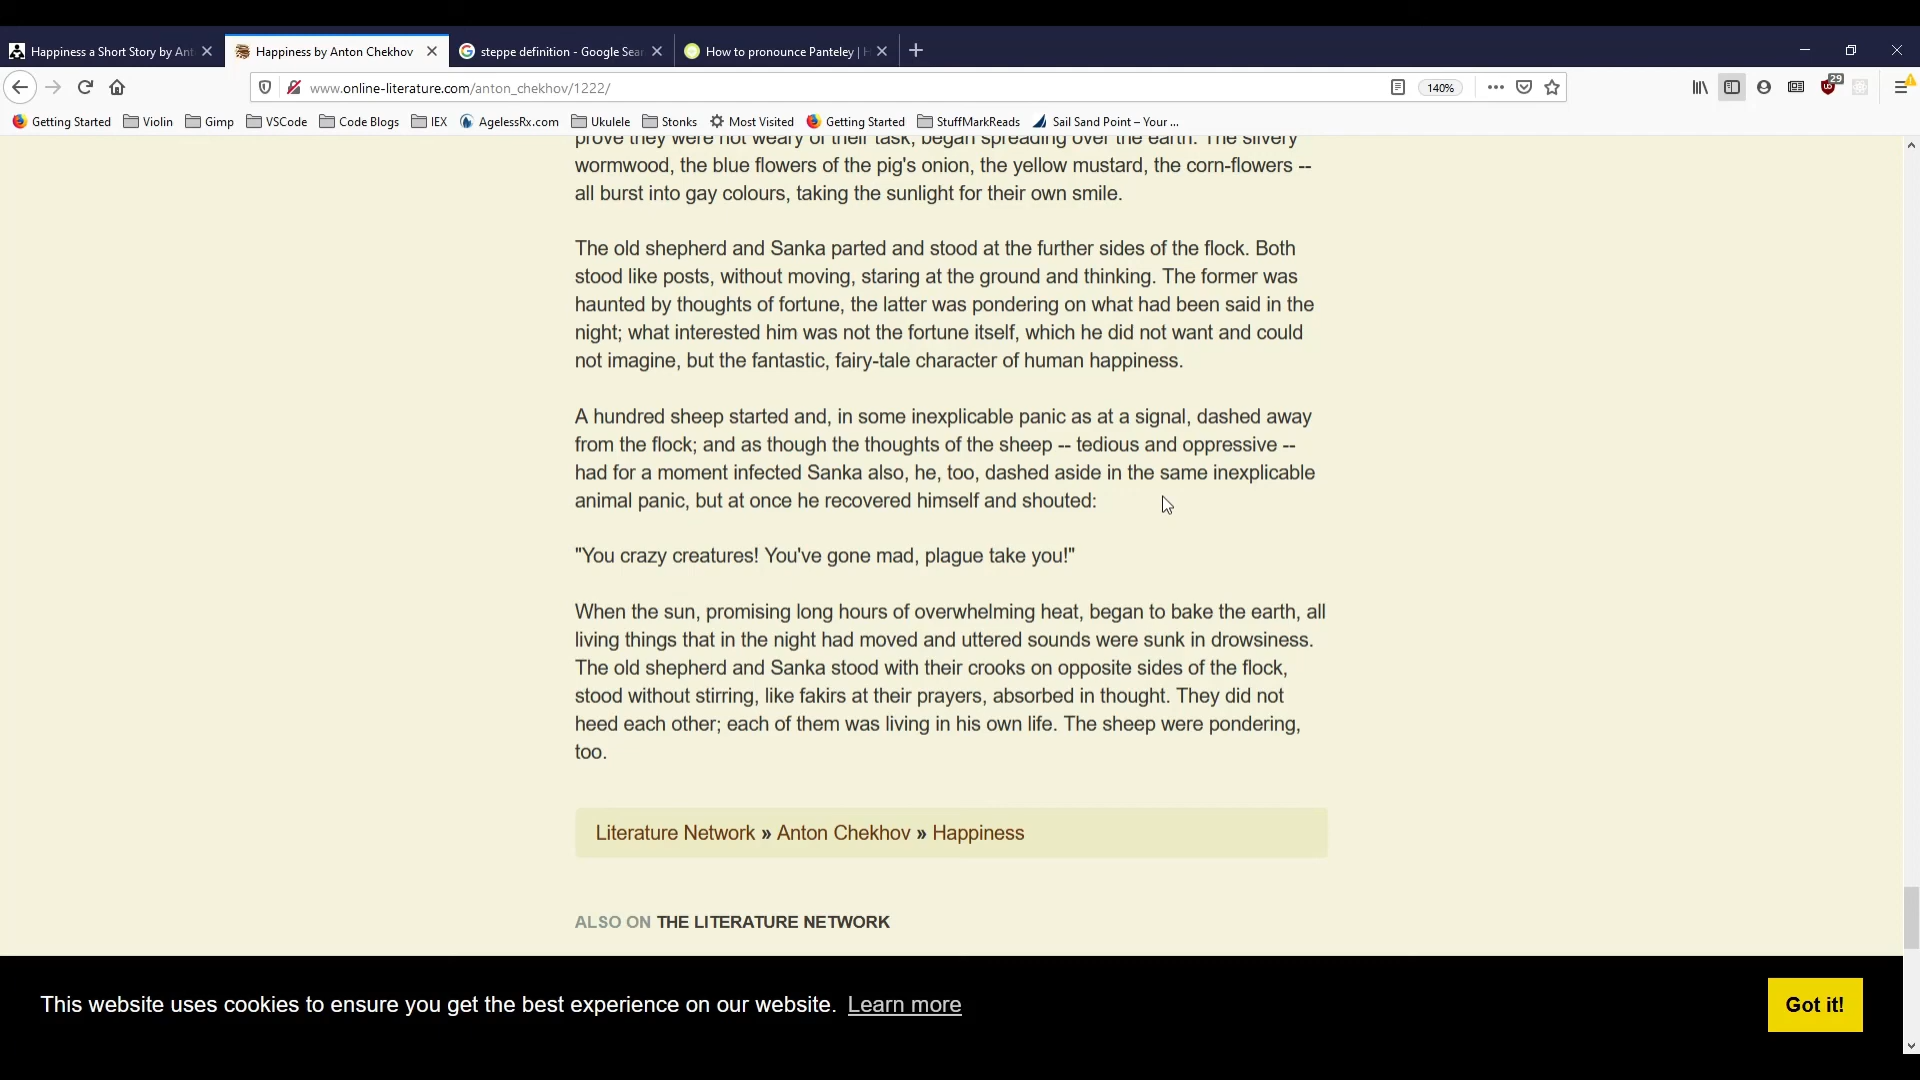 Happiness a Short Story by Ant
Happiness by Anton Chekhov
steppe definition - Google Sear
How to pronounce Panteley | H
www.online-literature.com/anton_chekhov/1222/
140%
29
Getting Started
Violin
Gimp
VSCode
Code Blogs
IEX
AgelessRx.com
Ukulele
Stonks
Most Visited
Getting Started
StuffMarkReads
Sail Sand Point – Your ...
prove they were not weary of their task, began spreading over the earth. The silvery
wormwood, the blue flowers of the pig's onion, the yellow mustard, the corn-flowers --
all burst into gay colours, taking the sunlight for their own smile.
The old shepherd and Sanka parted and stood at the further sides of the flock. Both
stood like posts, without moving, staring at the ground and thinking. The former was
haunted by thoughts of fortune, the latter was pondering on what had been said in the
night; what interested him was not the fortune itself, which he did not want and could
not imagine, but the fantastic, fairy-tale character of human happiness.
A hundred sheep started and, in some inexplicable panic as at a signal, dashed away
from the flock; and as though the thoughts of the sheep -- tedious and oppressive --
had for a moment infected Sanka also, he, too, dashed aside in the same inexplicable
animal panic, but at once he recovered himself and shouted:
"You crazy creatures! You've gone mad, plague take you!"
When the sun, promising long hours of overwhelming heat, began to bake the earth, all
living things that in the night had moved and uttered sounds were sunk in drowsiness.
The old shepherd and Sanka stood with their crooks on opposite sides of the flock,
stood without stirring, like fakirs at their prayers, absorbed in thought. They did not
heed each other; each of them was living in his own life. The sheep were pondering,
too.
Literature Network » Anton Chekhov » Happiness
ALSO ON THE LITERATURE NETWORK
This website uses cookies to ensure you get the best experience on our website. Learn more
Got it!